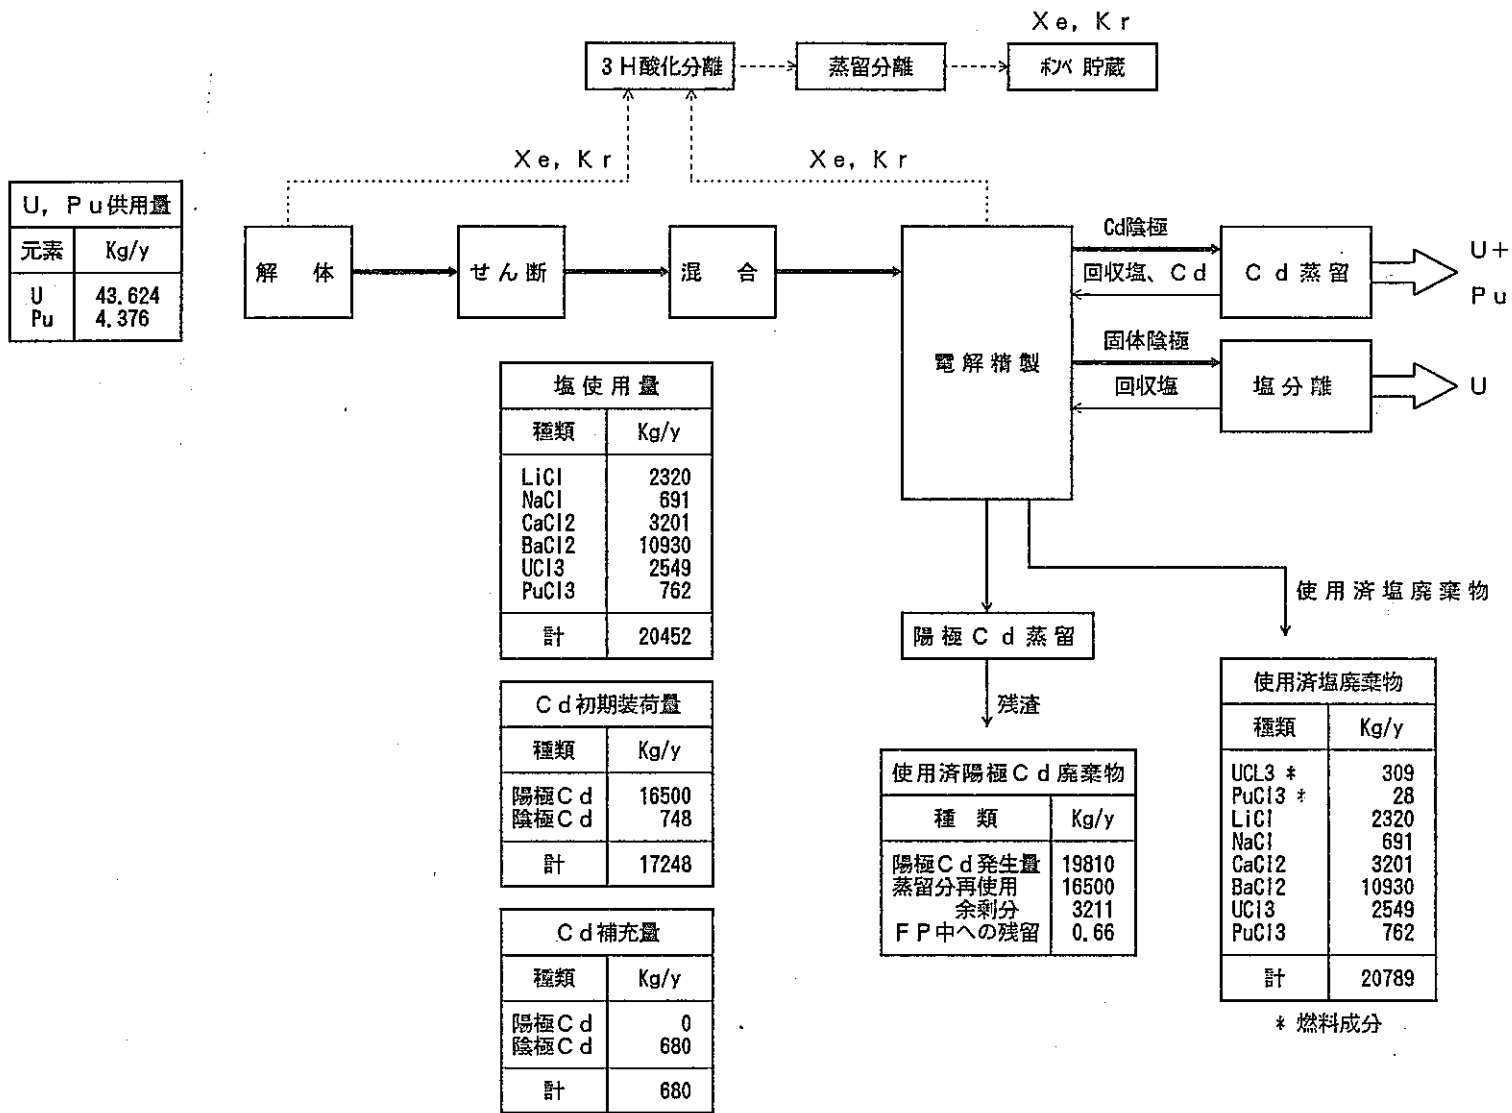 Xe, Kr
3H酸化分離
蒸留分離
ボンベ貯蔵
Xe, Kr
Xe, Kr
U, Pu供用量
元素 Kg/y
U 43.624
Pu 4.376
解体
せん断
混合
電解精製
Cd陰極
回収塩、Cd
Cd蒸留
U+
Pu
固体陰極
回収塩
塩分離
U
塩使用量
種類 Kg/y
LiCl 2320
NaCl 691
CaCl2 3201
BaCl2 10930
UCl3 2549
PuCl3 762
計 20452
使用済塩廃棄物
陽極Cd蒸留
残渣
Cd初期装荷量
種類 Kg/y
陽極Cd 16500
陰極Cd 748
計 17248
Cd補充量
種類 Kg/y
陽極Cd 0
陰極Cd 680
計 680
使用済陽極Cd廃棄物
種類 Kg/y
陽極Cd発生量 19810
蒸留分再使用 16500
余剰分 3211
FP中への残留 0.66
使用済塩廃棄物
種類 Kg/y
UCL3 * 309
PuCl3 * 28
LiCl 2320
NaCl 691
CaCl2 3201
BaCl2 10930
UCl3 2549
PuCl3 762
計 20789
* 燃料成分